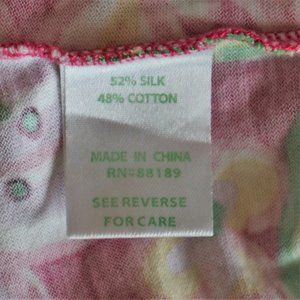 52% SILK
48% COTTON
MADE IN CHINA
RN#88189
SEE REVERSE
FOR CARE